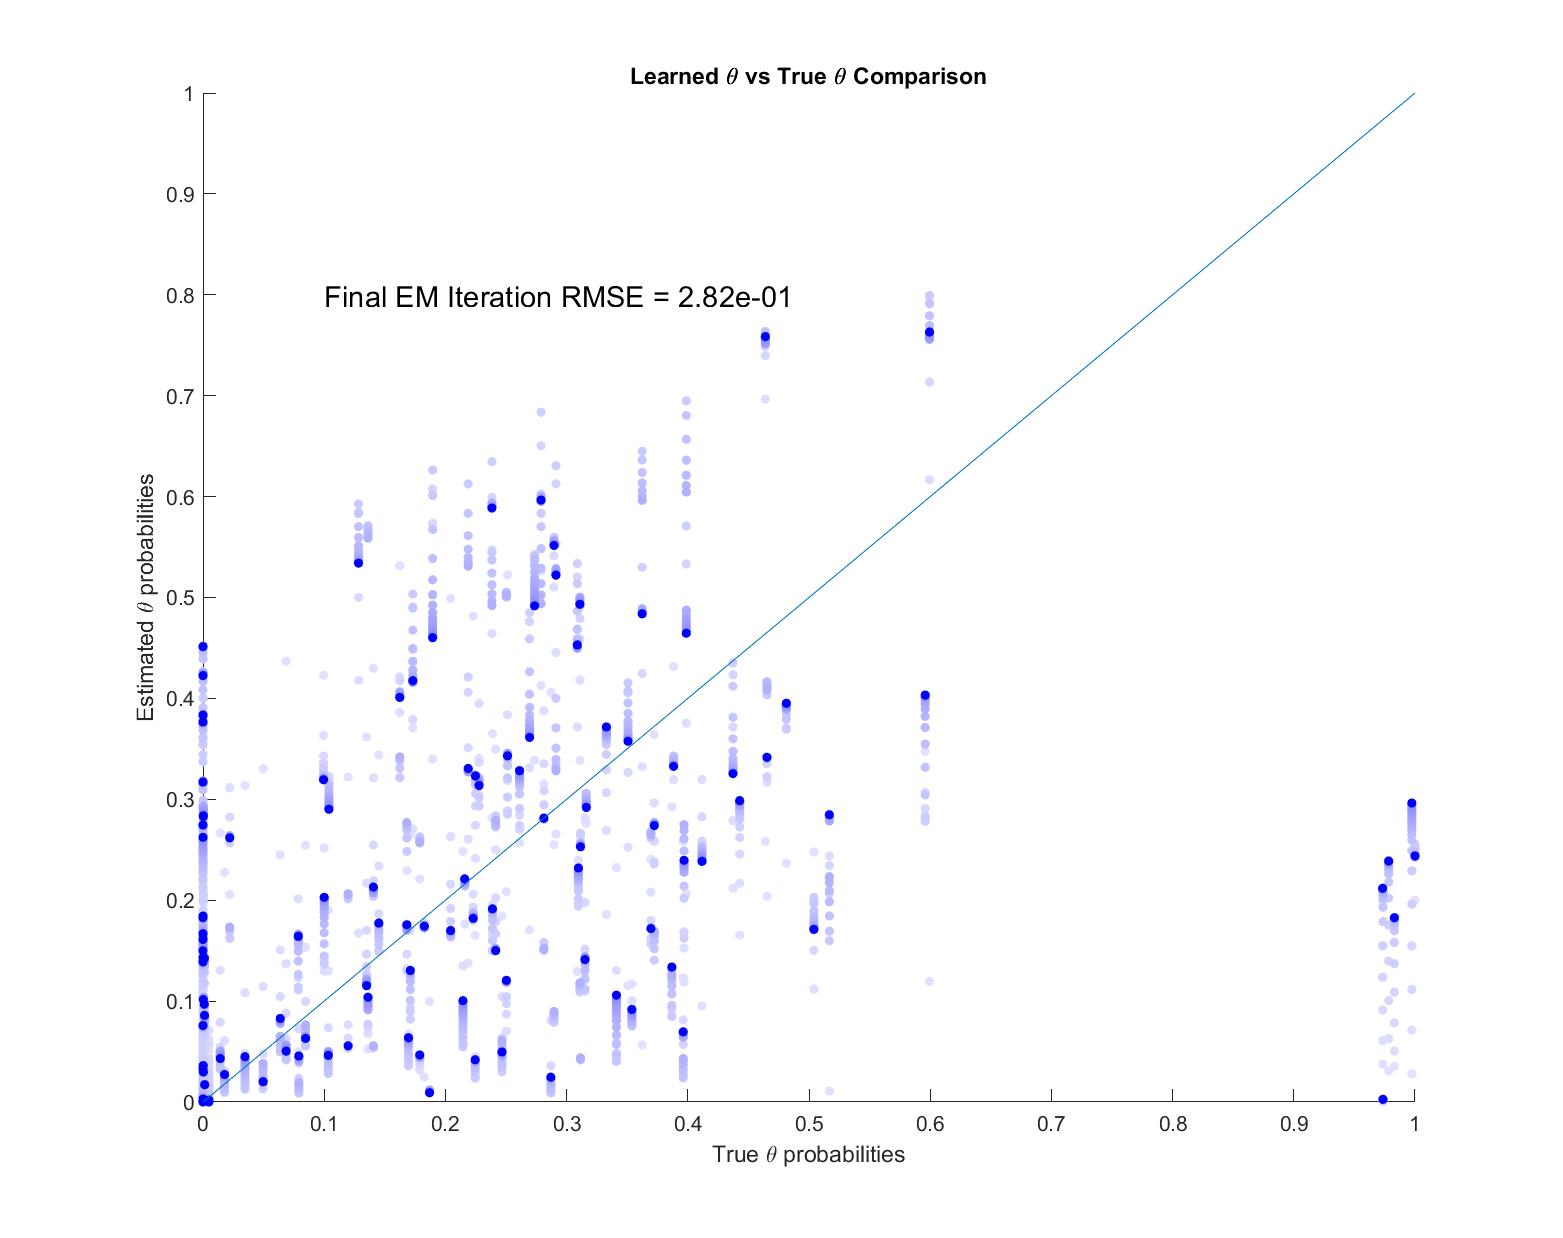 Learned θ vs True θ Comparison
1
0.9
0.8
Final EM Iteration RMSE = 2.82e-01
0.7
0.6
0.5
0.4
0.3
0.2
0.1
0
Estimated θ probabilities
0 0.1 0.2 0.3 0.4 0.5 0.6 0.7 0.8 0.9 1
True θ probabilities